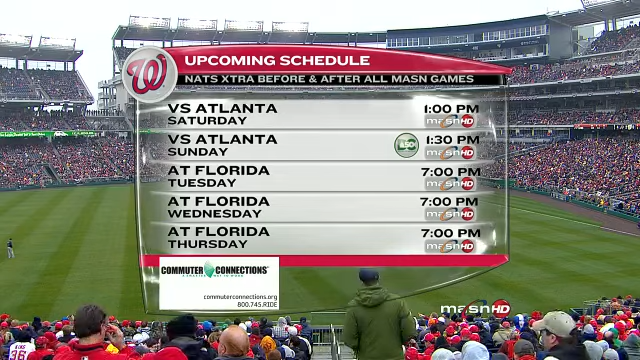 UPCOMING SCHEDULE
NATS XTRA BEFORE & AFTER ALL MASN GAMES
VS ATLANTA 1:00 PM
SATURDAY masnHD
VS ATLANTA 1:30 PM
SUNDAY masnHD
AT FLORIDA 7:00 PM
TUESDAY masnHD
AT FLORIDA 7:00 PM
WEDNESDAY masnHD
AT FLORIDA 7:00 PM
THURSDAY masnHD
COMMUTER CONNECTIONS
commuterconnections.org
800.745.RIDE
masnHD
36